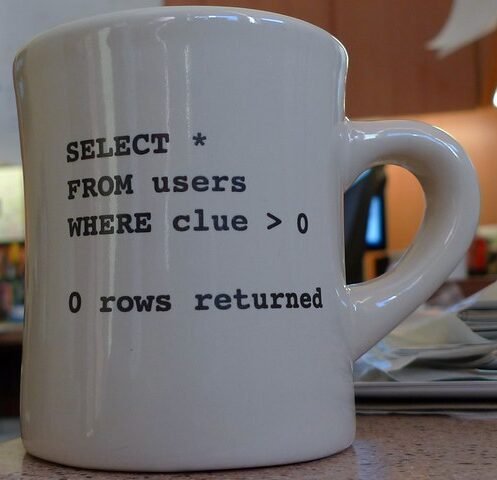 SELECT *
FROM users
WHERE clue > 0
0 rows returned